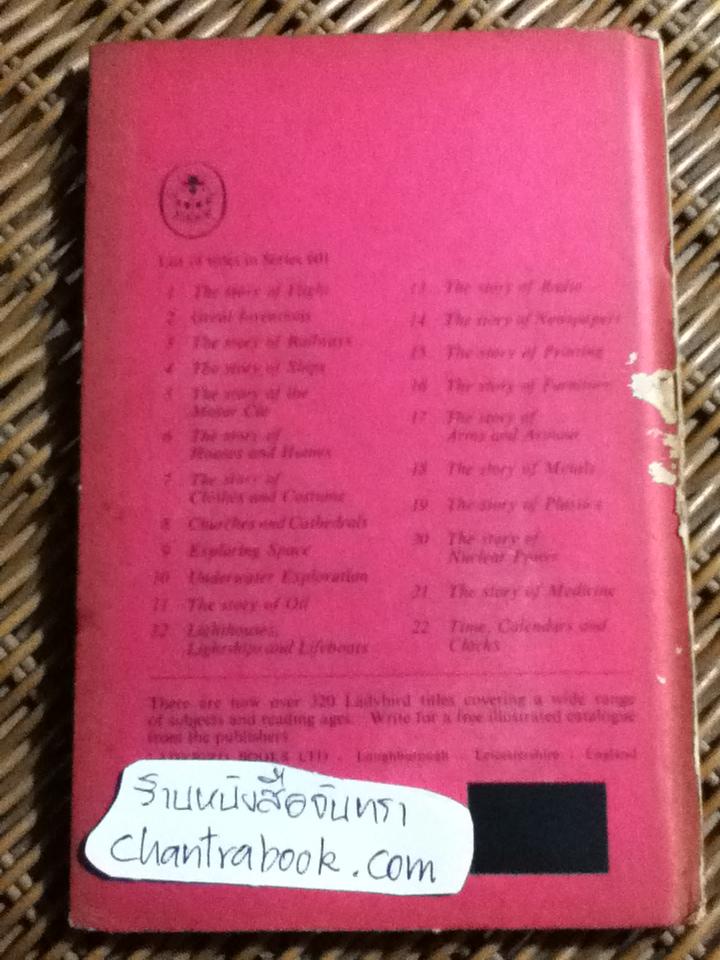 List of titles in Series 601
1 The story of Flight
2 Great Inventions
3 The story of Railways
4 The story of Ships
5 The story of the
Motor Car
6 The story of
Houses and Homes
7 The story of
Clothes and Costume
8 Churches and Cathedrals
9 Exploring Space
10 Underwater Exploration
11 The story of Oil
12 Lighthouses,
Lightships and Lifeboats
13 The story of Radio
14 The story of Newspapers
15 The story of Printing
16 The story of Furniture
17 The story of
Arms and Armour
18 The story of Metals
19 The story of Plastics
20 The story of
Nuclear Power
21 The story of Medicine
22 Time, Calendars and
Clocks
There are now over 320 Ladybird titles covering a wide range
of subjects and reading ages. Write for a free illustrated catalogue
from the publishers
LADYBIRD BOOKS LTD . Loughborough . Leicestershire . England
ร้านหนังสือจันทรา
chantrabook.com